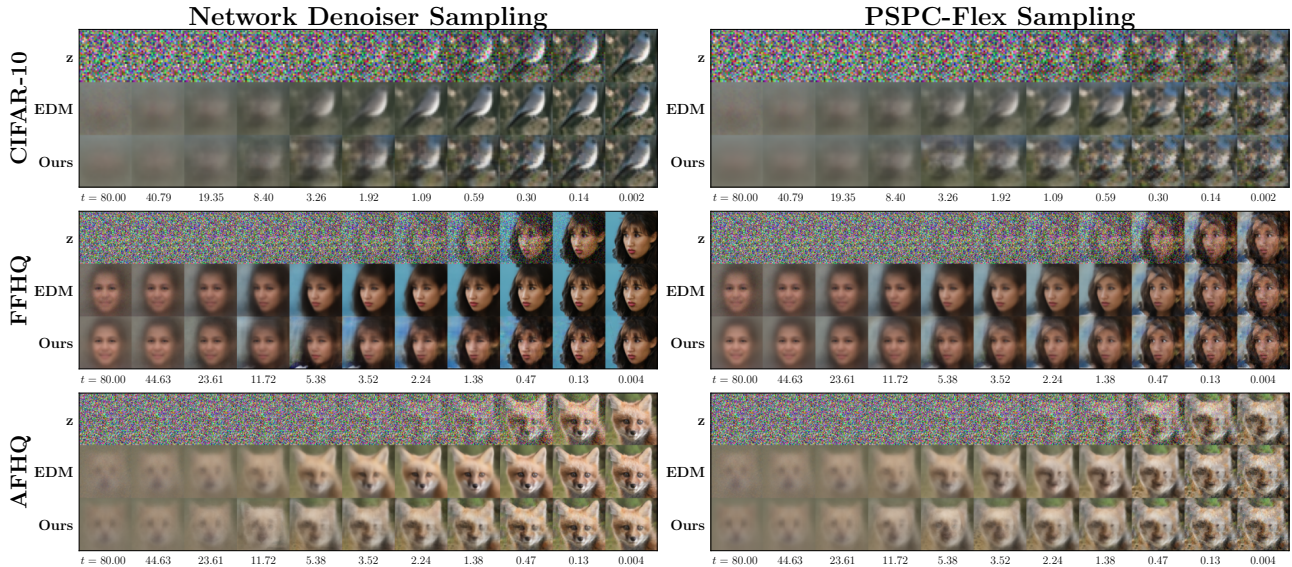 Network Denoiser Sampling
PSPC-Flex Sampling
CIFAR-10
z
EDM
Ours
t = 80.00 40.79 19.35 8.40 3.26 1.92 1.09 0.59 0.30 0.14 0.002
t = 80.00 40.79 19.35 8.40 3.26 1.92 1.09 0.59 0.30 0.14 0.002
FFHQ
z
EDM
Ours
t = 80.00 44.63 23.61 11.72 5.38 3.52 2.24 1.38 0.47 0.13 0.004
t = 80.00 44.63 23.61 11.72 5.38 3.52 2.24 1.38 0.47 0.13 0.004
AFHQ
z
EDM
Ours
t = 80.00 44.63 23.61 11.72 5.38 3.52 2.24 1.38 0.47 0.13 0.004
t = 80.00 44.63 23.61 11.72 5.38 3.52 2.24 1.38 0.47 0.13 0.004
z
EDM
Ours
z
EDM
Ours
z
EDM
Ours